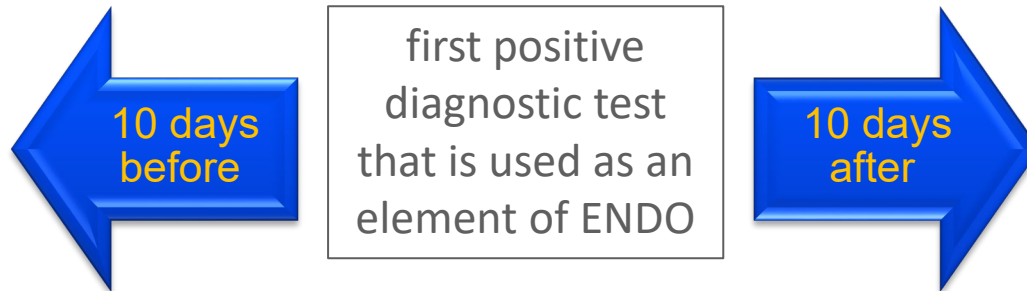 10 days
before
first positive
diagnostic test
that is used as an
element of ENDO
10 days
after